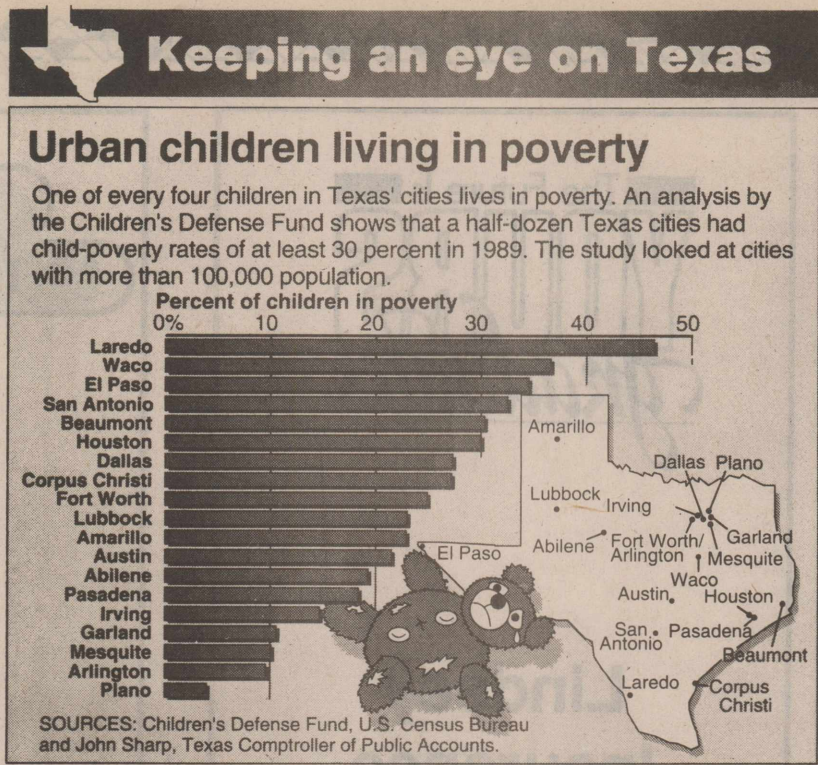 Keeping an eye on Texas
Urban children living in poverty
One of every four children in Texas' cities lives in poverty. An analysis by
the Children's Defense Fund shows that a half-dozen Texas cities had
child-poverty rates of at least 30 percent in 1989. The study looked at cities
with more than 100,000 population.
Percent of children in poverty
0% 10 20 30 40 50
Laredo
Waco
El Paso
San Antonio
Beaumont
Houston
Dallas
Corpus Christi
Fort Worth
Lubbock
Amarillo
Austin
Abilene
Pasadena
Irving
Garland
Mesquite
Arlington
Plano
Amarillo
Dallas Plano
Lubbock Irving
Garland
El Paso Abilene Fort Worth/
Arlington Mesquite
Waco
Austin Houston
San
Antonio Pasadena
Beaumont
Laredo Corpus
Christi
SOURCES: Children's Defense Fund, U.S. Census Bureau
and John Sharp, Texas Comptroller of Public Accounts.